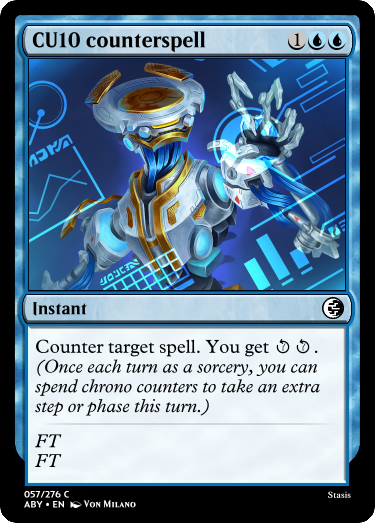 CU10 counterspell 1
Instant
Counter target spell. You get .
(Once each turn as a sorcery, you can
spend chrono counters to take an extra
step or phase this turn.)
FT
FT
057/276 C
Stasis
ABY • EN Von Milano